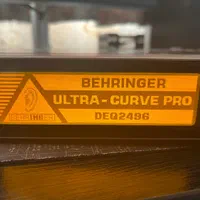 BEHRINGER
ULTRA-CURVE PRO
DEQ2496